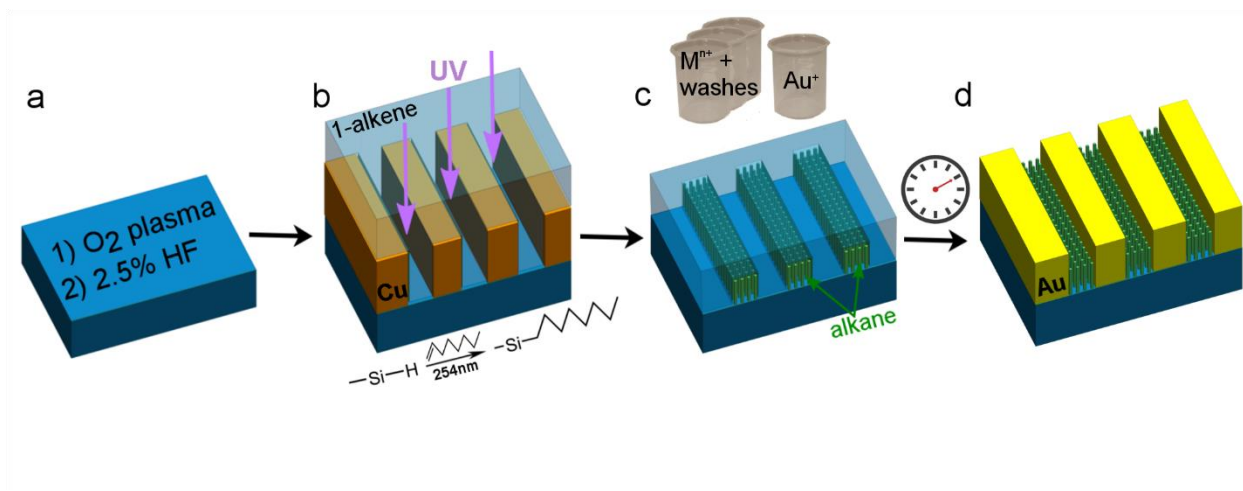 a
1) O2 plasma
2) 2.5% HF
b
UV
1-alkene
Cu
–Si–H
254nm
–Si–
c
Mⁿ⁺ +
washes
Au⁺
alkane
d
Au